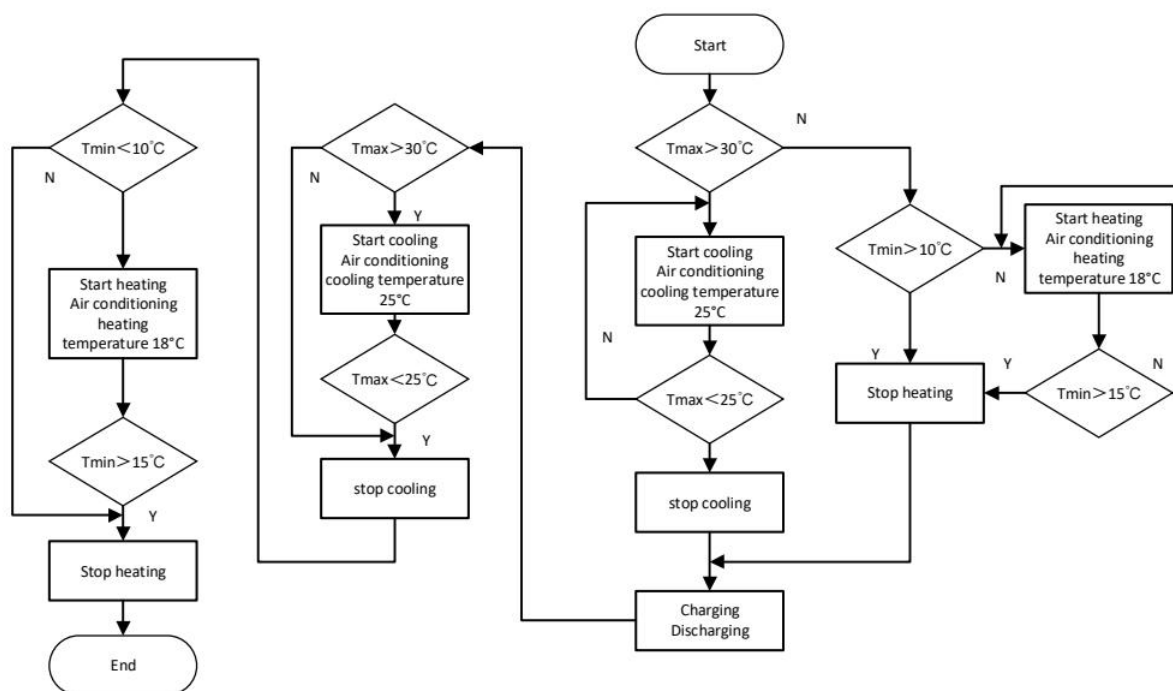 Start
Tmax＞30℃
N
Start cooling
Air conditioning
cooling temperature
25°C
N
Tmax＜25℃
stop cooling
Tmin＞10℃
N
Start heating
Air conditioning
heating
temperature 18°C
Y
Y
N
Stop heating
Tmin＞15℃
Charging
Discharging
Tmax＞30℃
N
Y
Start cooling
Air conditioning
cooling temperature
25°C
Tmax＜25℃
Y
stop cooling
Tmin＜10℃
N
Start heating
Air conditioning
heating
temperature 18°C
Tmin＞15℃
Y
Stop heating
End